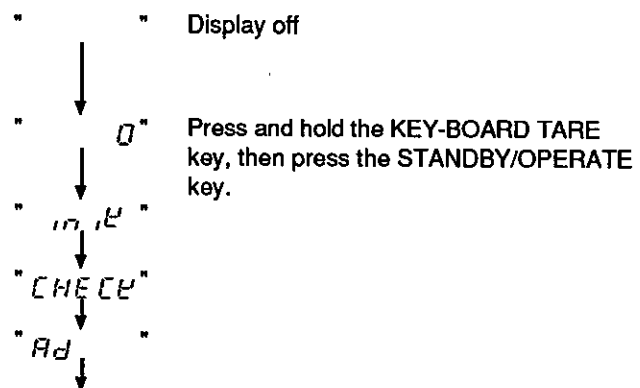 " " Display off
" 0" Press and hold the KEY-BOARD TARE
key, then press the STANDBY/OPERATE
key.
" init "
"CHECK"
"Ad "